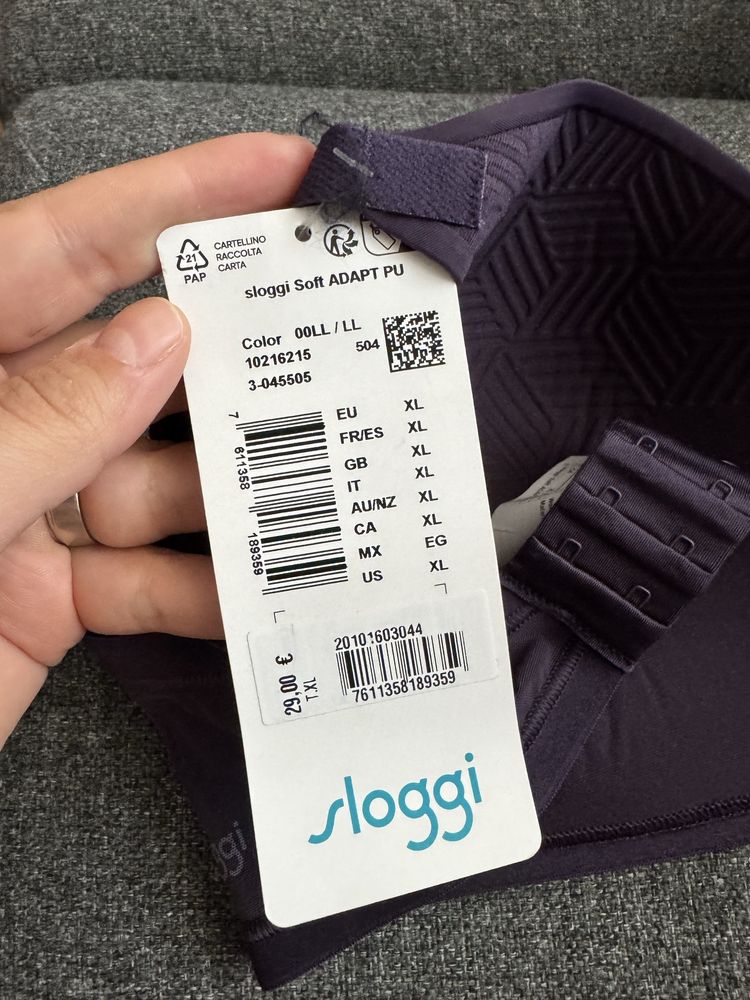 21
PAP
CARTELLINO
RACCOLTA
CARTA
sloggi Soft ADAPT PU
Color 00LL / LL
10216215 504
3-045505
7 611358 189359
EU XL
FR/ES XL
GB XL
IT XL
AU/NZ XL
CA XL
MX EG
US XL
29,00 €
T.XL
20101603044
7611358189359
sloggi
ggi